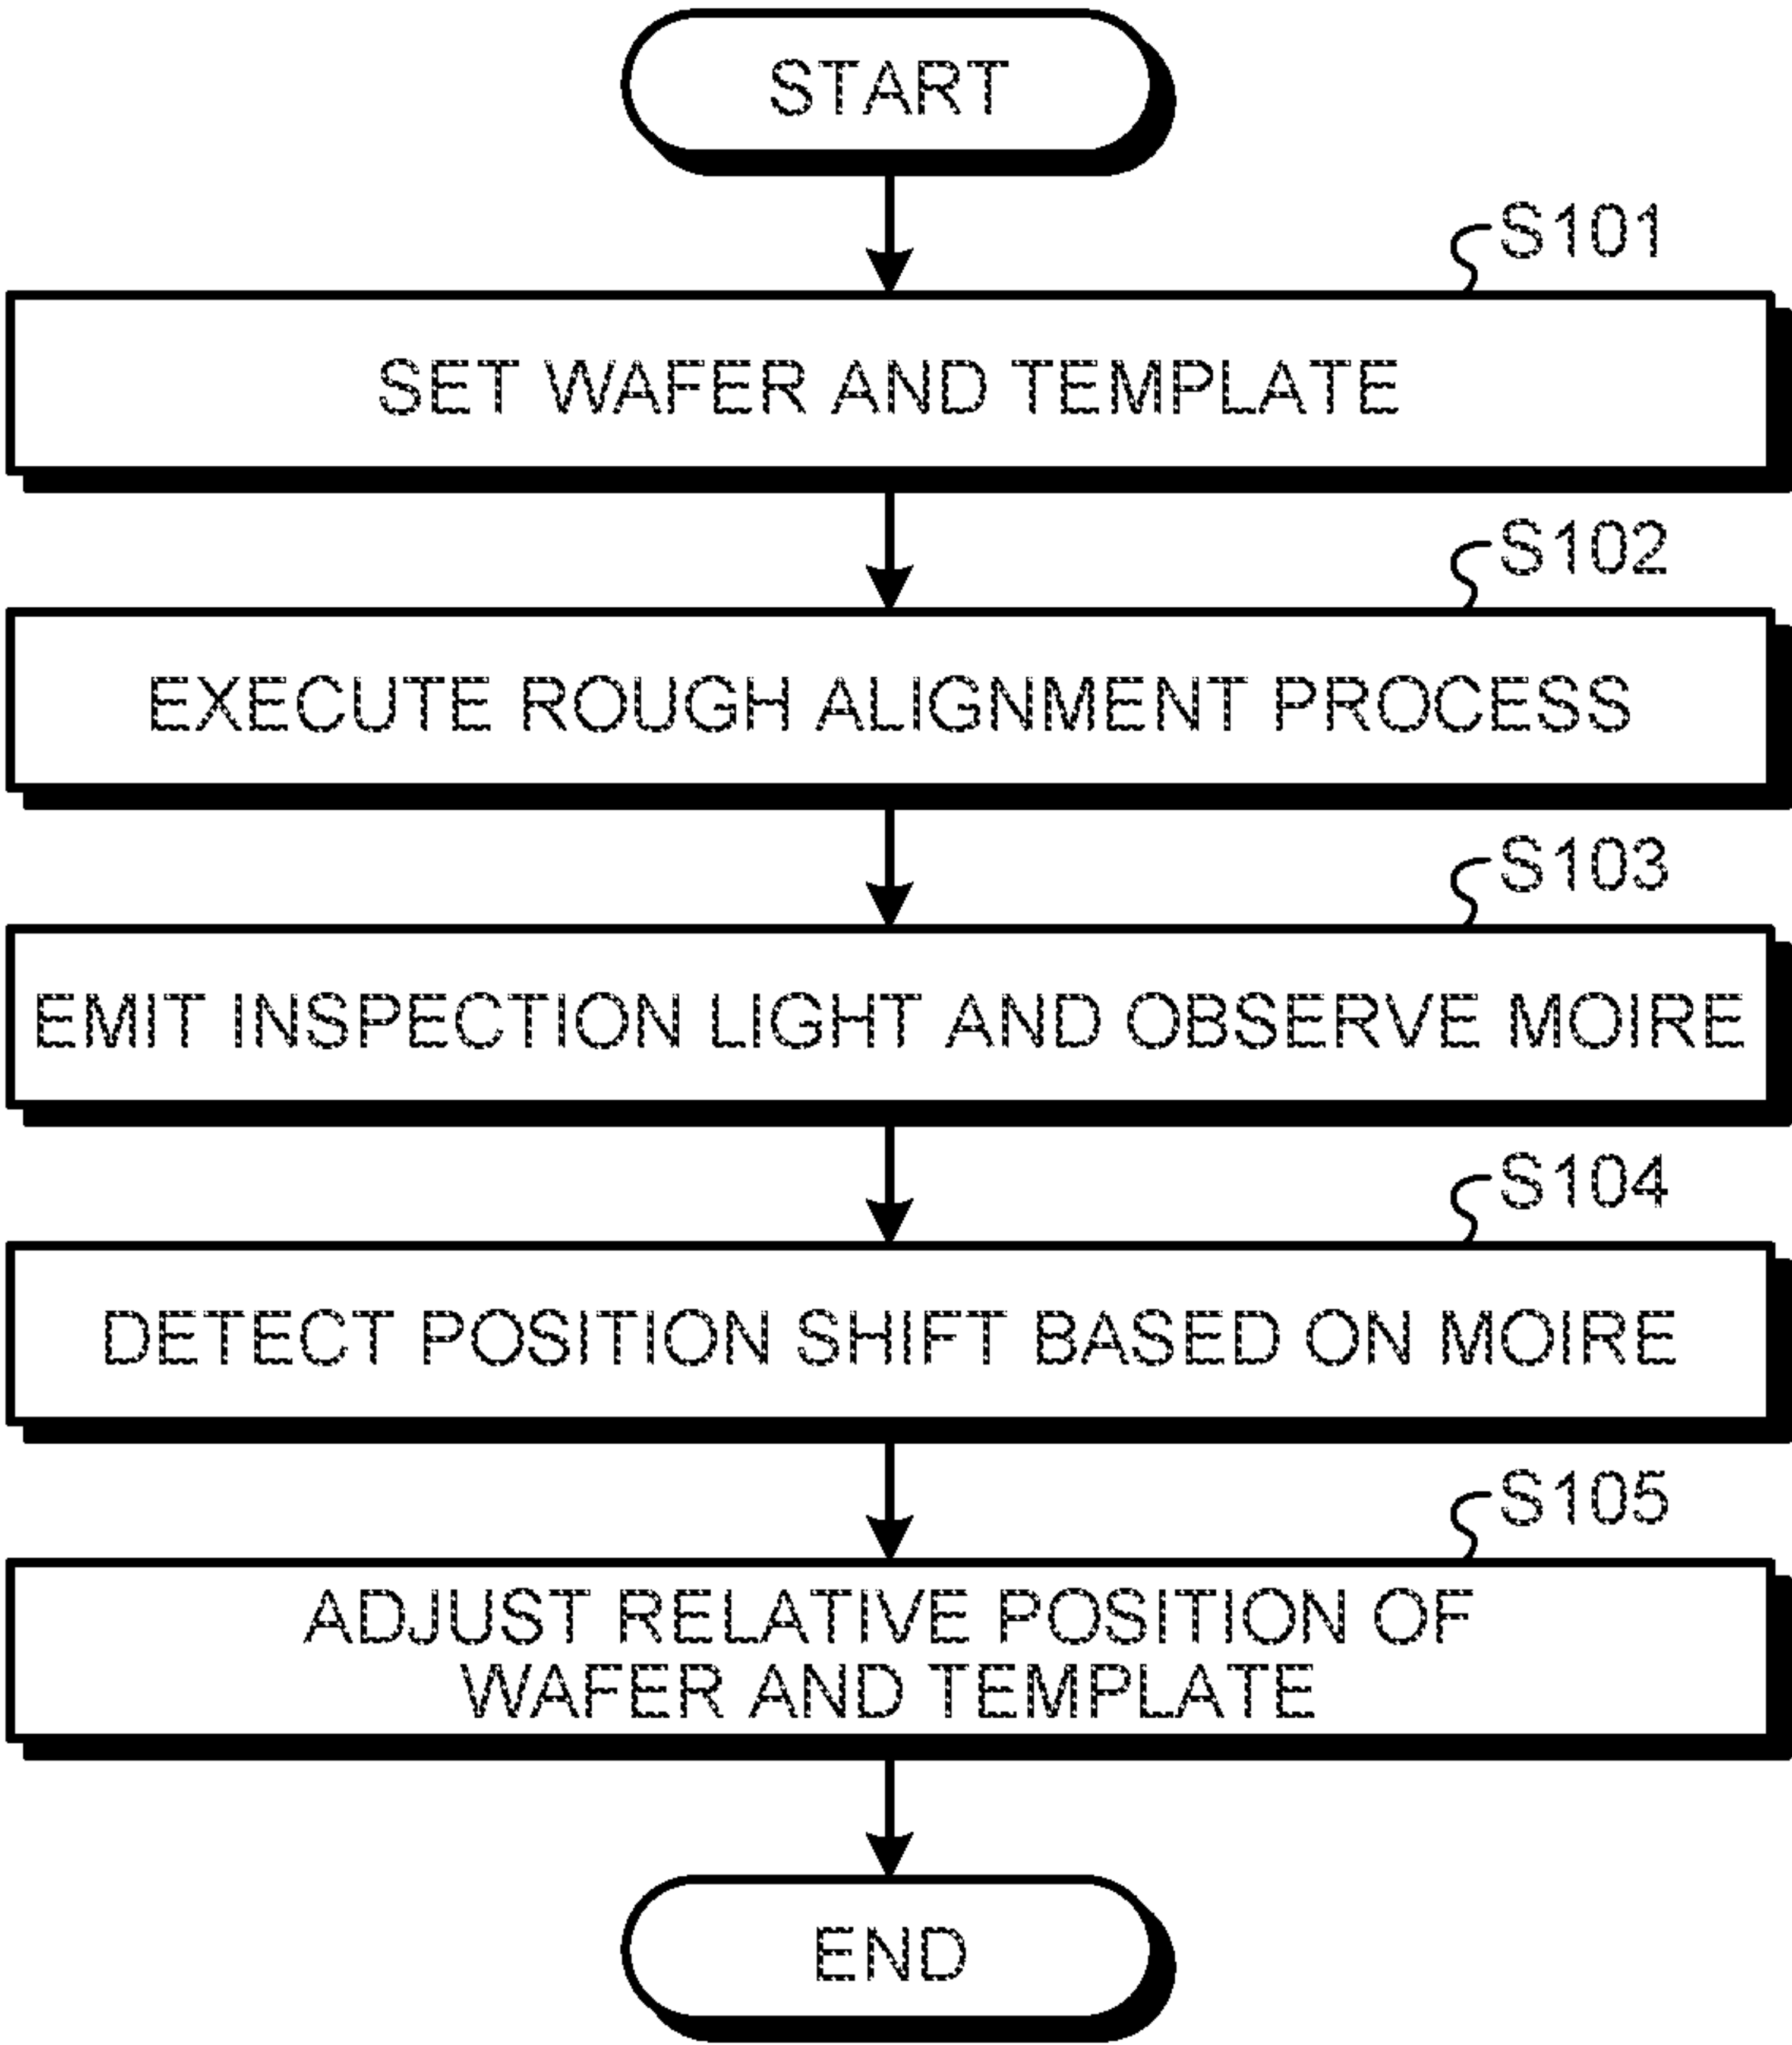 START
S101
SET WAFER AND TEMPLATE
S102
EXECUTE ROUGH ALIGNMENT PROCESS
S103
EMIT INSPECTION LIGHT AND OBSERVE MOIRE
S104
DETECT POSITION SHIFT BASED ON MOIRE
S105
ADJUST RELATIVE POSITION OF
WAFER AND TEMPLATE
END